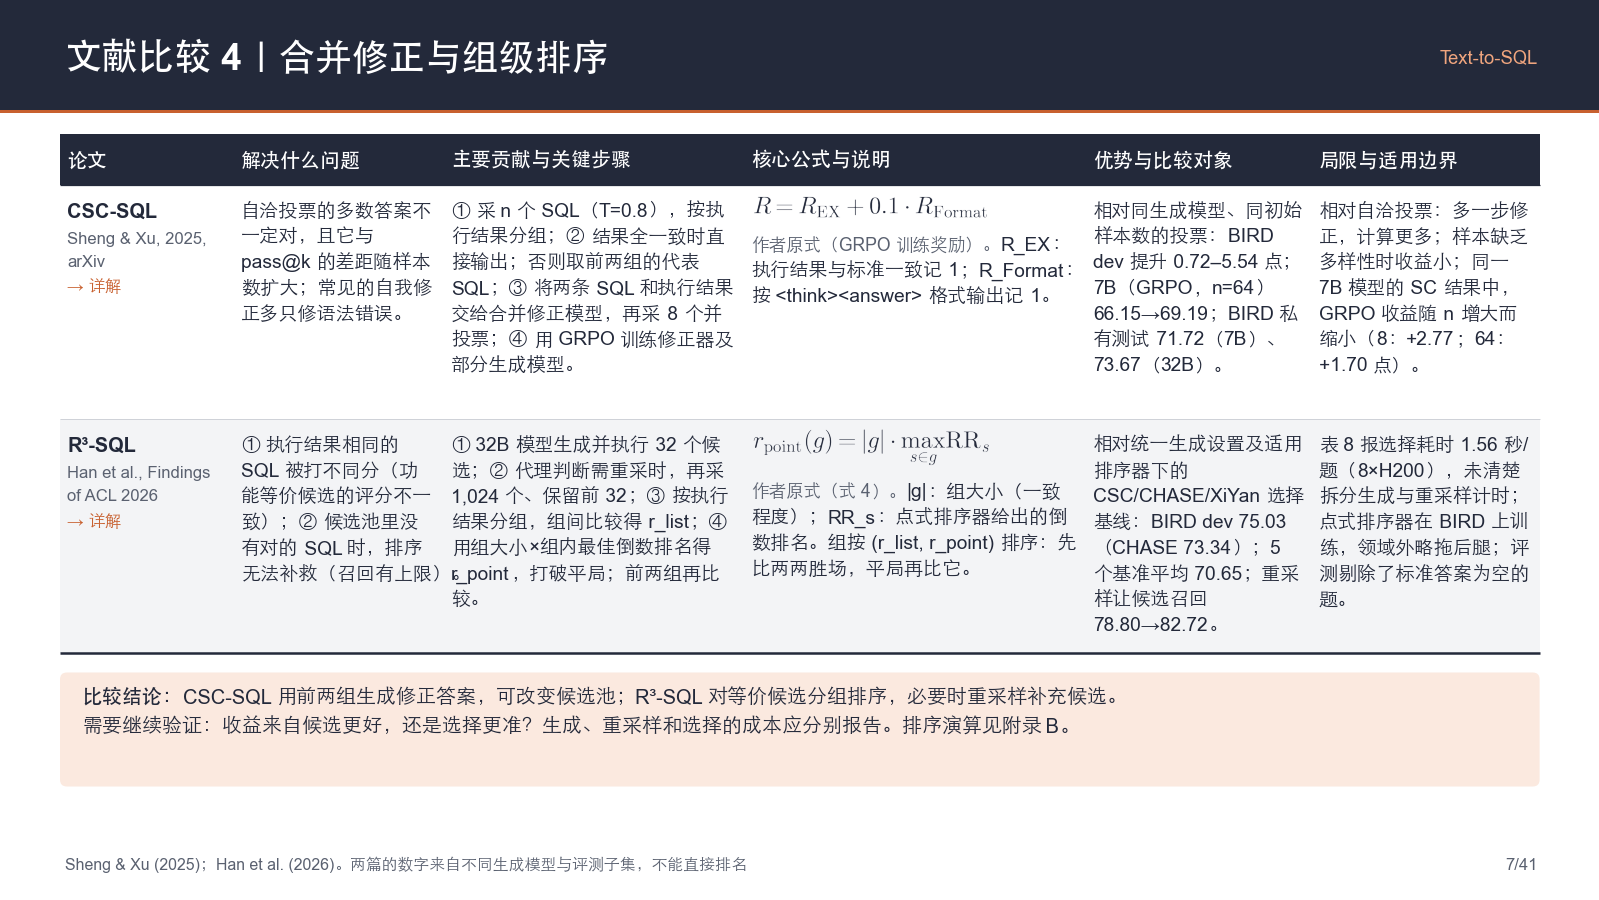 文献比较 4 | 合并修正与组级排序
Text-to-SQL
论文
解决什么问题
主要贡献与关键步骤
核心公式与说明
优势与比较对象
局限与适用边界
CSC-SQL
Sheng & Xu, 2025,
arXiv
→ 详解
自洽投票的多数答案不
一定对，且它与
pass@k 的差距随样本
数扩大；常见的自我修
正多只修语法错误。
① 采 n 个 SQL（T=0.8），按执
行结果分组；② 结果全一致时直
接输出；否则取前两组的代表
SQL；③ 将两条 SQL 和执行结果
交给合并修正模型，再采 8 个并
投票；④ 用 GRPO 训练修正器及
部分生成模型。
R = R_EX + 0.1 · R_Format
作者原式（GRPO 训练奖励）。R_EX：
执行结果与标准一致记 1；R_Format：
按 <think><answer> 格式输出记 1。
相对同生成模型、同初始
样本数的投票：BIRD
dev 提升 0.72–5.54 点；
7B（GRPO，n=64）
66.15→69.19；BIRD 私
有测试 71.72（7B）、
73.67（32B）。
相对自洽投票：多一步修
正，计算更多；样本缺乏
多样性时收益小；同一
7B 模型的 SC 结果中，
GRPO 收益随 n 增大而
缩小（8：+2.77；64：
+1.70 点）。
R³-SQL
Han et al., Findings
of ACL 2026
→ 详解
① 执行结果相同的
SQL 被打不同分（功
能等价候选的评分不一
致）；② 候选池里没
有对的 SQL 时，排序
无法补救（召回有上限）。
① 32B 模型生成并执行 32 个候
选；② 代理判断需重采时，再采
1,024 个、保留前 32；③ 按执行
结果分组，组间比较得 r_list；④
用组大小×组内最佳倒数排名得
r_point，打破平局；前两组再比
较。
r_point(g) = |g| · max_{s∈g} RR_s
作者原式（式 4）。|g|：组大小（一致
程度）；RR_s：点式排序器给出的倒
数排名。组按 (r_list, r_point) 排序：先
比两两胜场，平局再比它。
相对统一生成设置及适用
排序器下的
CSC/CHASE/XiYan 选择
基线：BIRD dev 75.03
（CHASE 73.34）；5
个基准平均 70.65；重采
样让候选召回
78.80→82.72。
表 8 报选择耗时 1.56 秒/
题（8×H200），未清楚
拆分生成与重采样计时；
点式排序器在 BIRD 上训
练，领域外略拖后腿；评
测剔除了标准答案为空的
题。
比较结论：CSC-SQL 用前两组生成修正答案，可改变候选池；R³-SQL 对等价候选分组排序，必要时重采样补充候选。
需要继续验证：收益来自候选更好，还是选择更准？生成、重采样和选择的成本应分别报告。排序演算见附录 B。
Sheng & Xu (2025)；Han et al. (2026)。两篇的数字来自不同生成模型与评测子集，不能直接排名
7/41